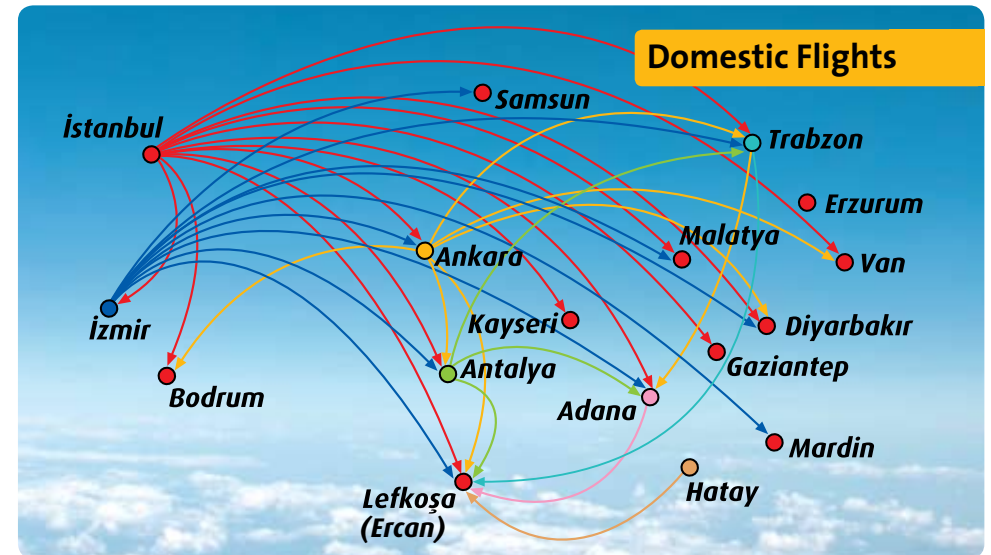 Domestic Flights
Samsun
İstanbul
Trabzon
Erzurum
Malatya
Ankara
Van
İzmir
Kayseri
Diyarbakır
Antalya
Gaziantep
Bodrum
Adana
Mardin
Lefkoşa
(Ercan)
Hatay